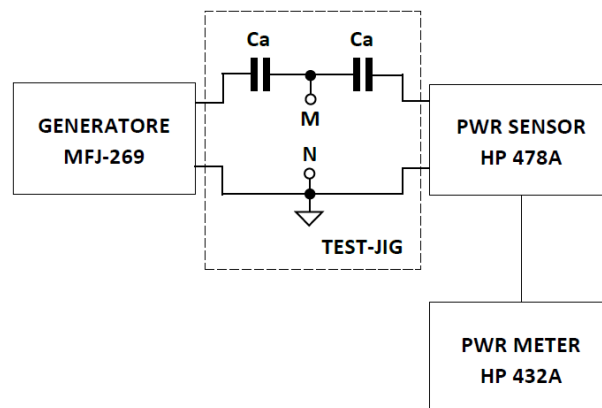 Ca Ca
GENERATORE
MFJ-269
M
N
TEST-JIG
PWR SENSOR
HP 478A
PWR METER
HP 432A